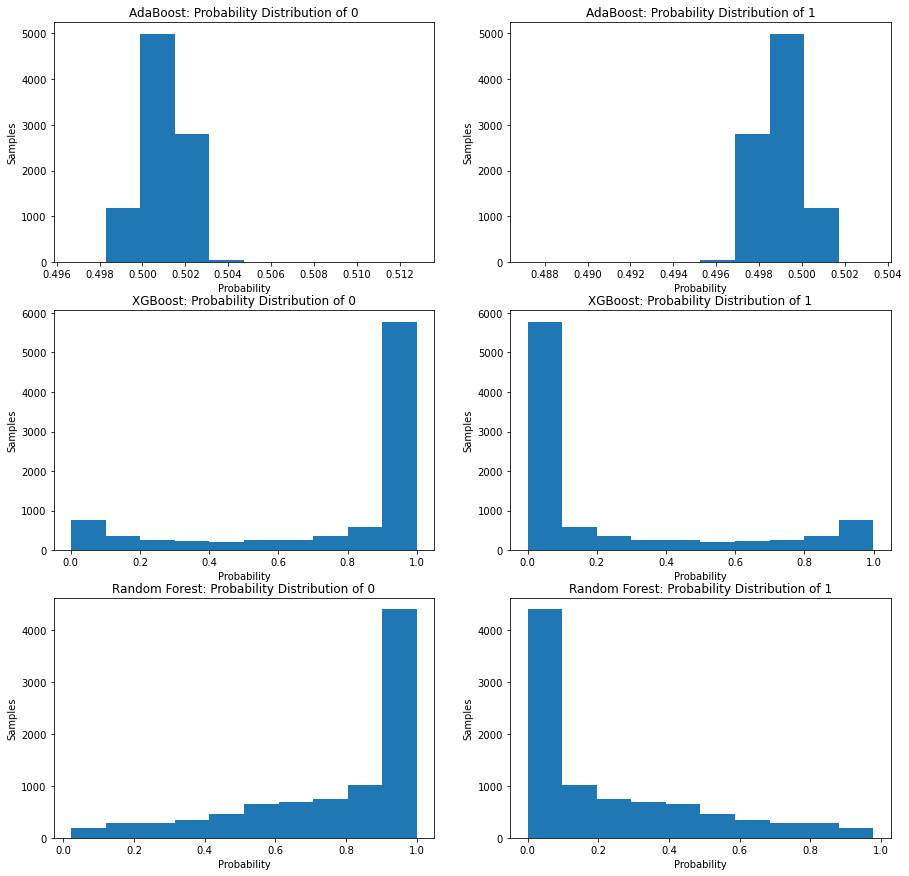 AdaBoost: Probability Distribution of 0
AdaBoost: Probability Distribution of 1
5000
4000
3000
2000
1000
0
Samples
0.496 0.498 0.500 0.502 0.504 0.506 0.508 0.510 0.512
Probability
5000
4000
3000
2000
1000
0
Samples
0.488 0.490 0.492 0.494 0.496 0.498 0.500 0.502 0.504
Probability
XGBoost: Probability Distribution of 0
XGBoost: Probability Distribution of 1
6000
5000
4000
3000
2000
1000
0
Samples
0.0 0.2 0.4 0.6 0.8 1.0
Probability
6000
5000
4000
3000
2000
1000
0
Samples
0.0 0.2 0.4 0.6 0.8 1.0
Probability
Random Forest: Probability Distribution of 0
Random Forest: Probability Distribution of 1
4000
3000
2000
1000
0
Samples
0.0 0.2 0.4 0.6 0.8 1.0
Probability
4000
3000
2000
1000
0
Samples
0.0 0.2 0.4 0.6 0.8 1.0
Probability